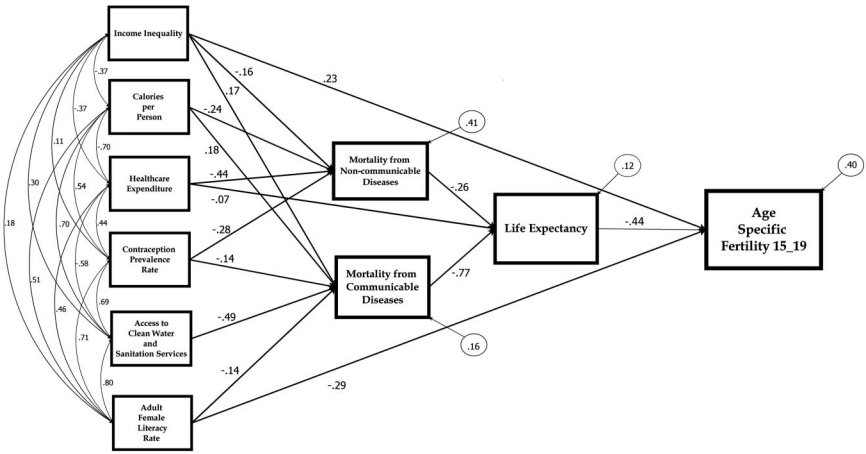 Income Inequality
Calories
per
Person
Healthcare
Expenditure
Contraception
Prevalence
Rate
Access to
Clean Water
and
Sanitation Services
Adult
Female
Literacy
Rate
-.37
-.37
.11
.30
.18
-.70
.54
.70
.51
.44
-.58
.46
.69
.71
.80
-.16
.17
-.24
.18
-.44
-.07
-.28
-.14
-.49
-.14
.23
-.29
Mortality from
Non-communicable
Diseases
.41
Mortality from
Communicable
Diseases
.16
-.26
-.77
Life Expectancy
.12
-.44
Age
Specific
Fertility 15_19
.40